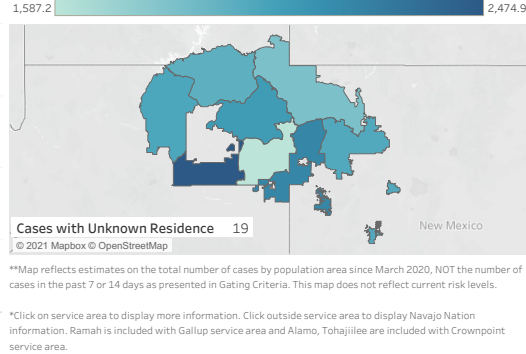 1,587.2 2,474.9
New Mexico
Cases with Unknown Residence 19
© 2021 Mapbox © OpenStreetMap
**Map reflects estimates on the total number of cases by population area since March 2020, NOT the number of
cases in the past 7 or 14 days as presented in Gating Criteria. This map does not reflect current risk levels.
*Click on service area to display more information. Click outside service area to display Navajo Nation
information. Ramah is included with Gallup service area and Alamo, Tohajiilee are included with Crownpoint
service area.